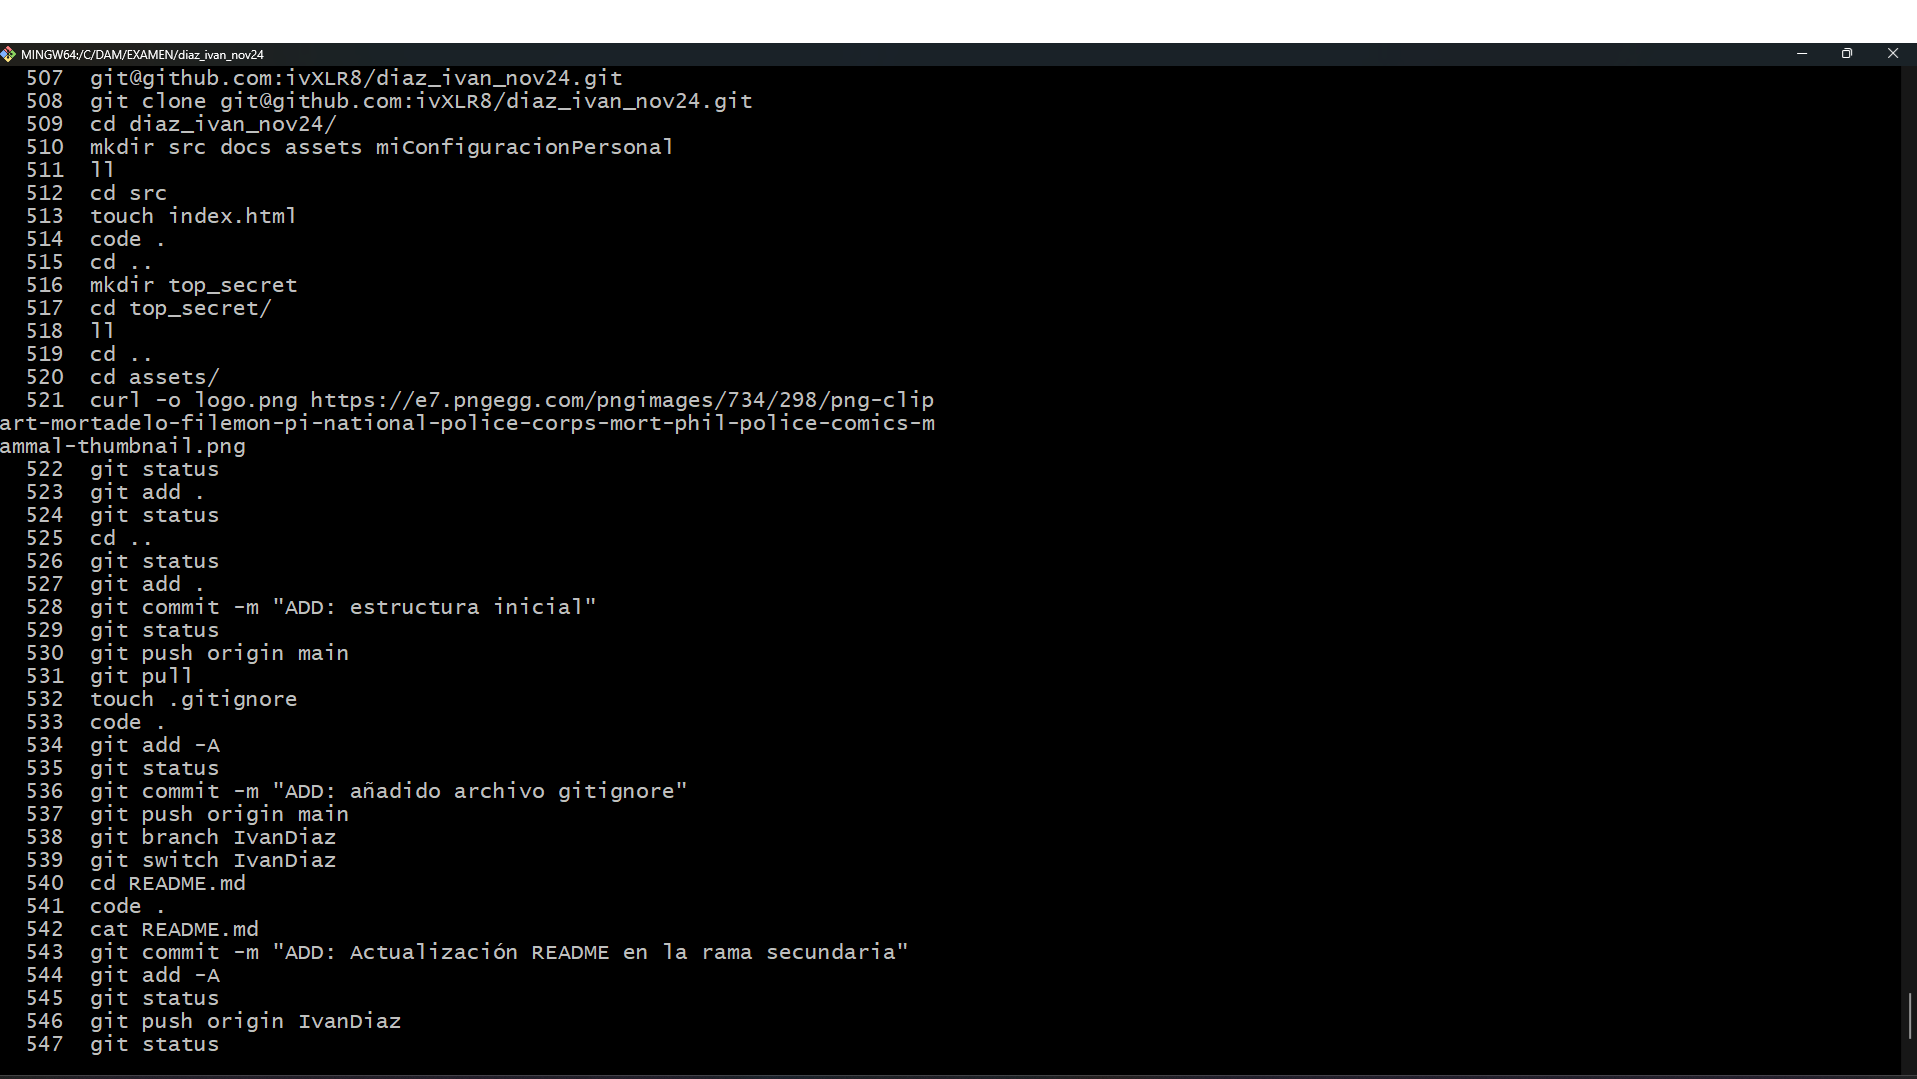 MINGW64:/C/DAM/EXAMEN/diaz_ivan_nov24
507 git@github.com:ivXLR8/diaz_ivan_nov24.git
508 git clone git@github.com:ivXLR8/diaz_ivan_nov24.git
509 cd diaz_ivan_nov24/
510 mkdir src docs assets miConfiguracionPersonal
511 ll
512 cd src
513 touch index.html
514 code .
515 cd ..
516 mkdir top_secret
517 cd top_secret/
518 ll
519 cd ..
520 cd assets/
521 curl -o logo.png https://e7.pngegg.com/pngimages/734/298/png-clip
art-mortadelo-filemon-pi-national-police-corps-mort-phil-police-comics-m
ammal-thumbnail.png
522 git status
523 git add .
524 git status
525 cd ..
526 git status
527 git add .
528 git commit -m "ADD: estructura inicial"
529 git status
530 git push origin main
531 git pull
532 touch .gitignore
533 code .
534 git add -A
535 git status
536 git commit -m "ADD: añadido archivo gitignore"
537 git push origin main
538 git branch IvanDiaz
539 git switch IvanDiaz
540 cd README.md
541 code .
542 cat README.md
543 git commit -m "ADD: Actualización README en la rama secundaria"
544 git add -A
545 git status
546 git push origin IvanDiaz
547 git status